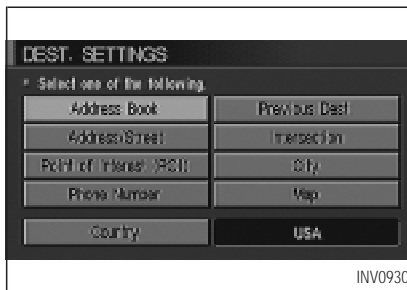 DEST. SETTINGS
* Select one of the following.
Address Book
Previous Dest
Address/Street
Intersection
Point of Interest (POI)
City
Phone Number
Map
Country
USA
INV0930